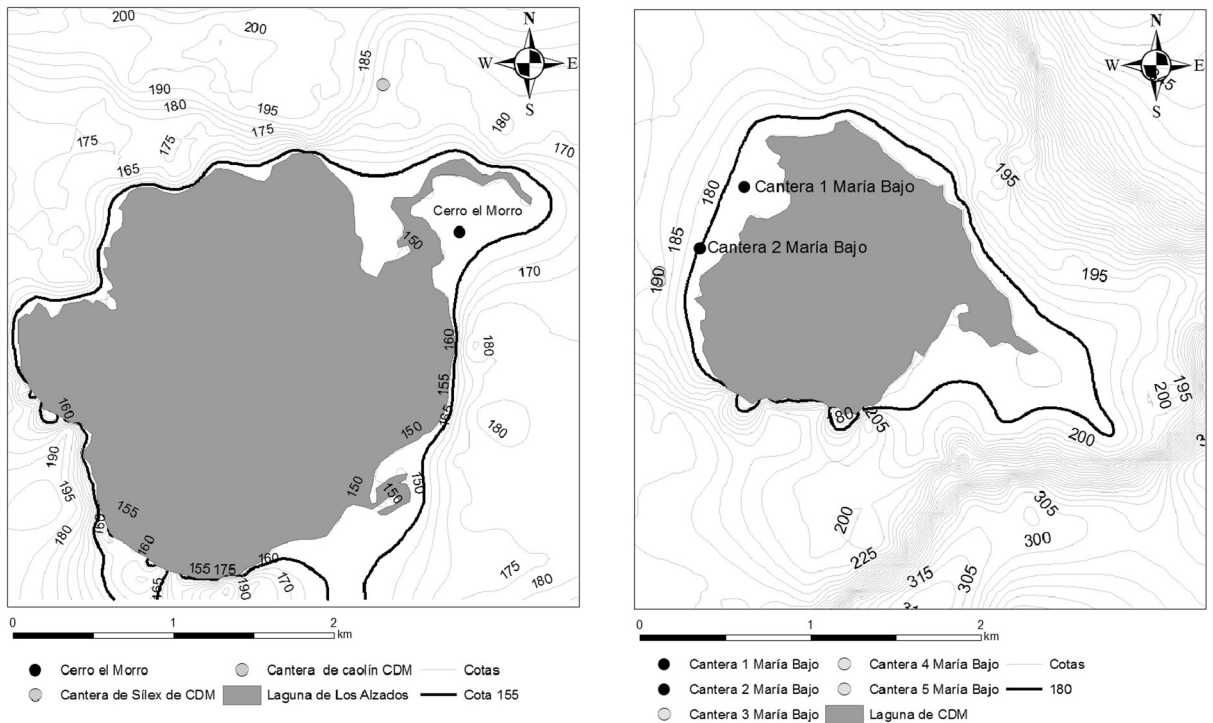 200
200
185
N
W E
S
190
180
195
175
175
175
180
170
165
Cerro el Morro
150
170
160
180
155
165
160
150
180
190
150
150
150
195
155
160
180
160
160
155 175
175
165
190
170
180
0 1 2
km
Cerro el Morro
Cantera de caolín CDM
Cotas
Cantera de Sílex de CDM
Laguna de Los Alzados
Cota 155
N
W E
S
195
180
Cantera 1 María Bajo
185
Cantera 2 María Bajo
190
195
195
180
205
200
200
200
305
300
225
315
305
0 1 2
km
Cantera 1 María Bajo
Cantera 4 María Bajo
Cotas
Cantera 2 María Bajo
Cantera 5 María Bajo
180
Cantera 3 María Bajo
Laguna de CDM